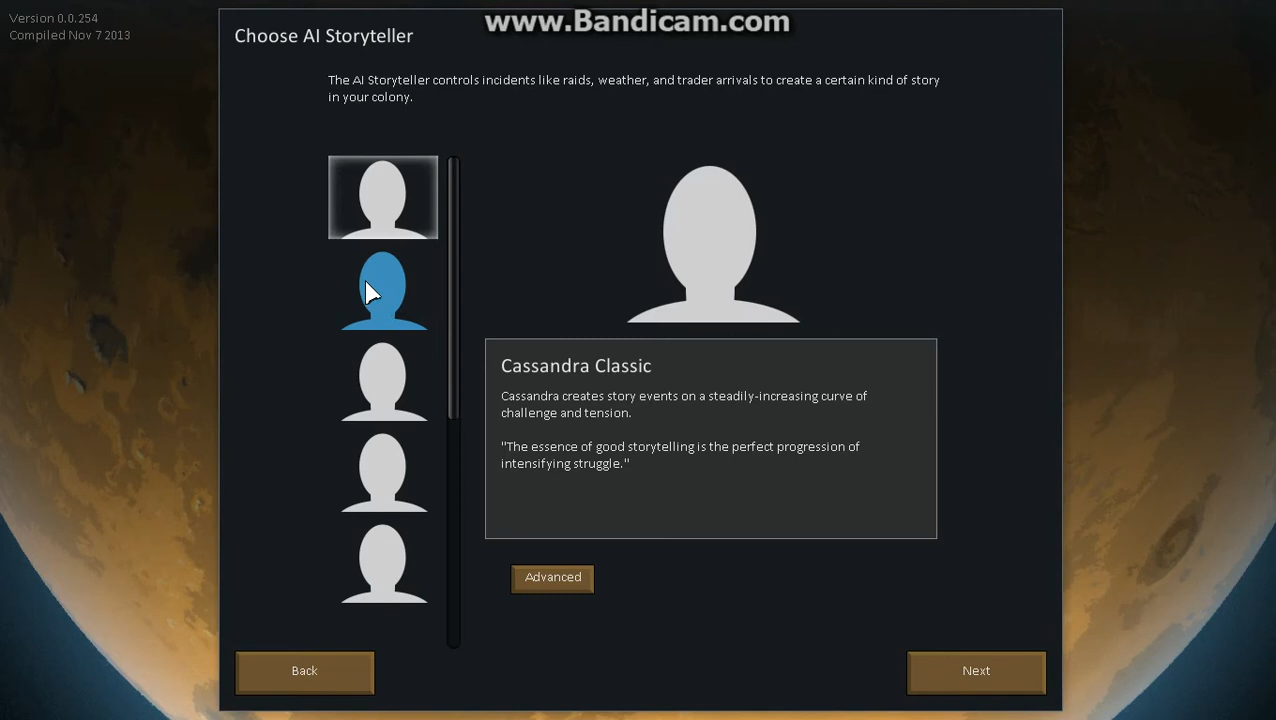 Version 0.0.254
Compiled Nov 7 2013
www.Bandicam.com
Choose AI Storyteller
The AI Storyteller controls incidents like raids, weather, and trader arrivals to create a certain kind of story
in your colony.
Cassandra Classic
Cassandra creates story events on a steadily-increasing curve of
challenge and tension.
"The essence of good storytelling is the perfect progression of
intensifying struggle."
Advanced
Back
Next